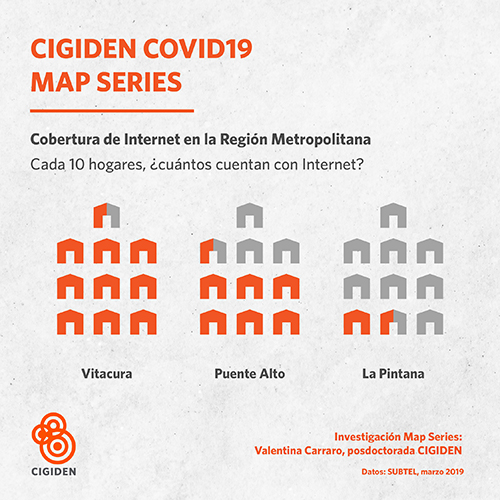 CIGIDEN COVID19
MAP SERIES
Cobertura de Internet en la Región Metropolitana
Cada 10 hogares, ¿cuántos cuentan con Internet?
Vitacura
Puente Alto
La Pintana
CIGIDEN
Investigación Map Series:
Valentina Carraro, posdoctorada CIGIDEN
Datos: SUBTEL, marzo 2019